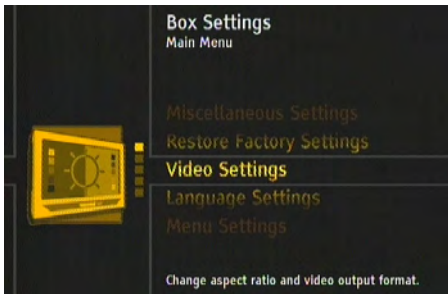 Box Settings
Main Menu
Miscellaneous Settings
Restore Factory Settings
Video Settings
Language Settings
Menu Settings
Change aspect ratio and video output format.